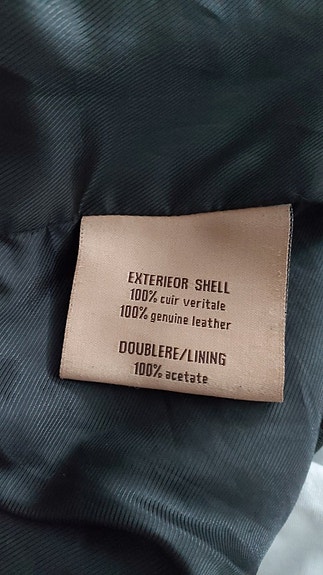 EXTERIEOR SHELL
100% cuir veritale
100% genuine leather
DOUBLERE/LINING
100% acetate